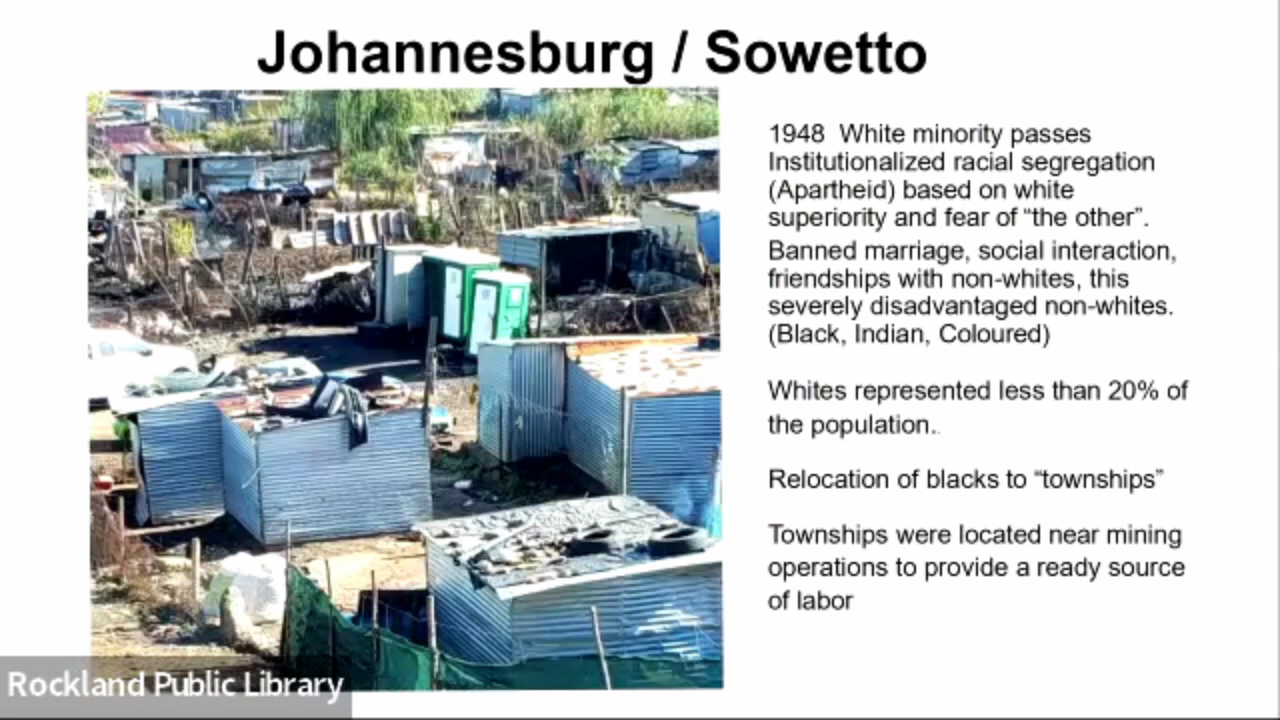 Johannesburg / Sowetto
1948 White minority passes
Institutionalized racial segregation
(Apartheid) based on white
superiority and fear of “the other”.
Banned marriage, social interaction,
friendships with non-whites, this
severely disadvantaged non-whites.
(Black, Indian, Coloured)
Whites represented less than 20% of
the population..
Relocation of blacks to “townships”
Townships were located near mining
operations to provide a ready source
of labor
Rockland Public Library